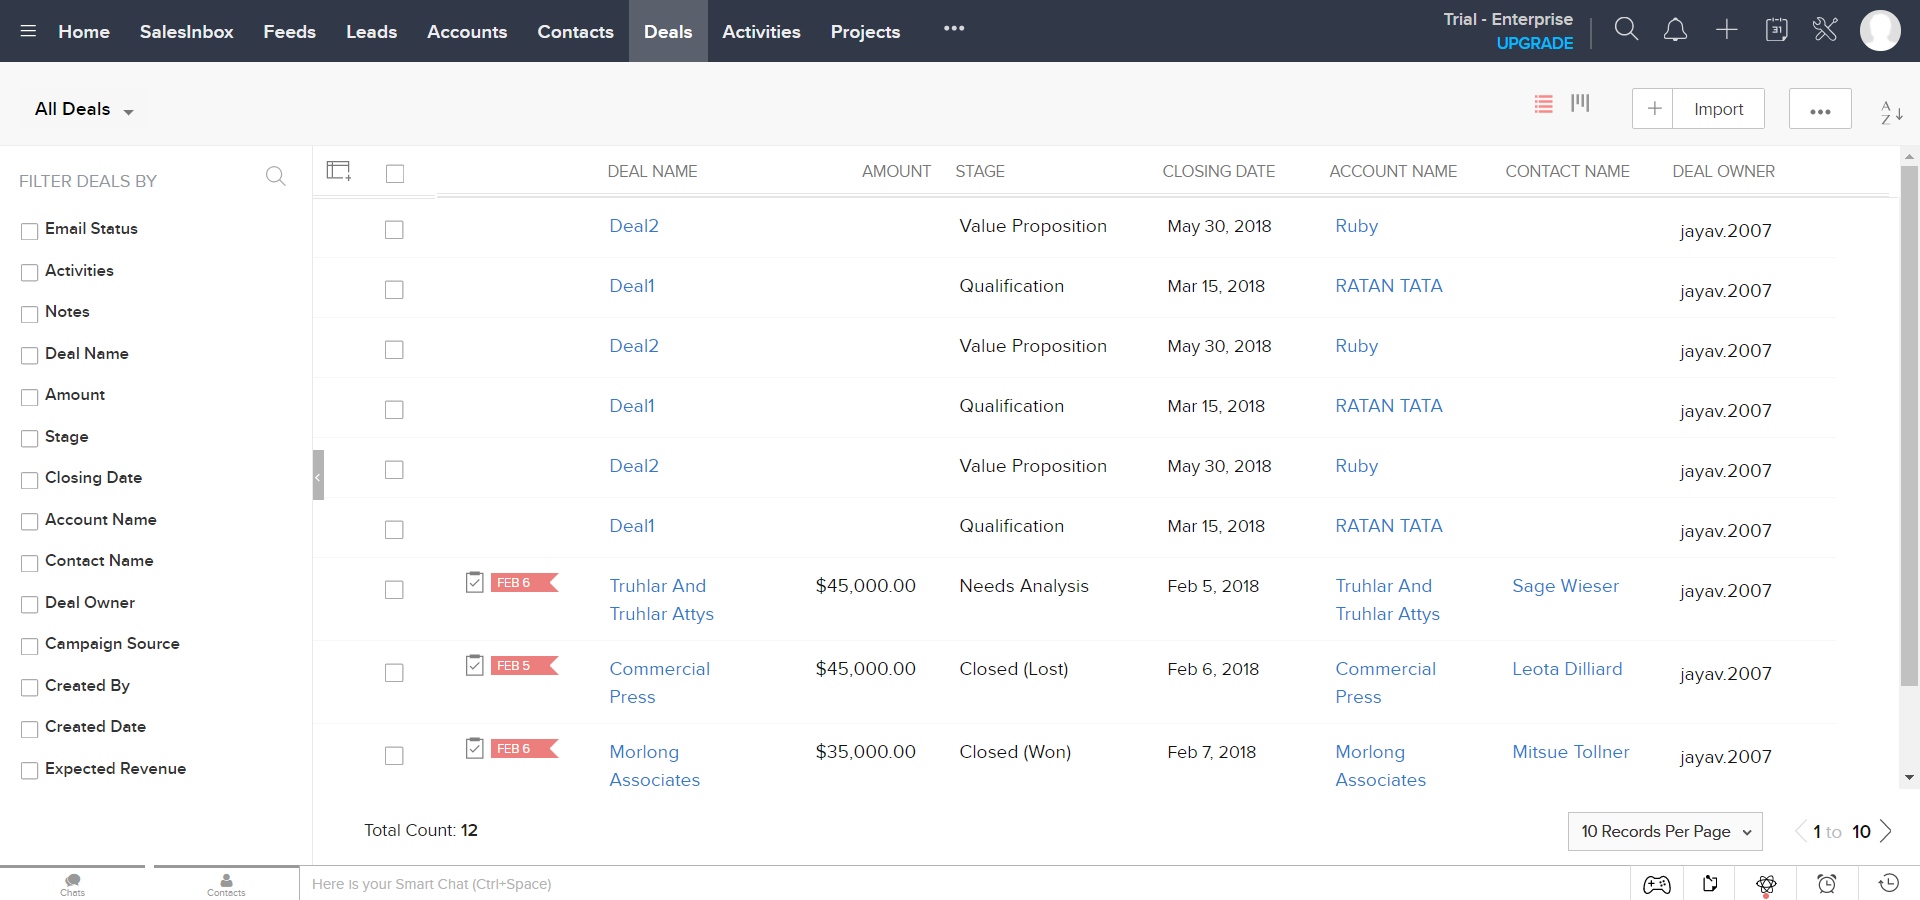 Home SalesInbox Feeds Leads Accounts Contacts Deals Activities Projects ••• Trial - Enterprise
UPGRADE
31
All Deals
+ Import ••• A
Z
FILTER DEALS BY
Email Status
Activities
Notes
Deal Name
Amount
Stage
Closing Date
Account Name
Contact Name
Deal Owner
Campaign Source
Created By
Created Date
Expected Revenue
DEAL NAME AMOUNT STAGE CLOSING DATE ACCOUNT NAME CONTACT NAME DEAL OWNER
Deal2 Value Proposition May 30, 2018 Ruby jayav.2007
Deal1 Qualification Mar 15, 2018 RATAN TATA jayav.2007
Deal2 Value Proposition May 30, 2018 Ruby jayav.2007
Deal1 Qualification Mar 15, 2018 RATAN TATA jayav.2007
Deal2 Value Proposition May 30, 2018 Ruby jayav.2007
Deal1 Qualification Mar 15, 2018 RATAN TATA jayav.2007
FEB 6 Truhlar And $45,000.00 Needs Analysis Feb 5, 2018 Truhlar And Sage Wieser jayav.2007
Truhlar Attys Truhlar Attys
FEB 5 Commercial $45,000.00 Closed (Lost) Feb 6, 2018 Commercial Leota Dilliard jayav.2007
Press Press
FEB 6 Morlong $35,000.00 Closed (Won) Feb 7, 2018 Morlong Mitsue Tollner jayav.2007
Associates Associates
Total Count: 12 10 Records Per Page 1 to 10
Chats Contacts Here is your Smart Chat (Ctrl+Space)